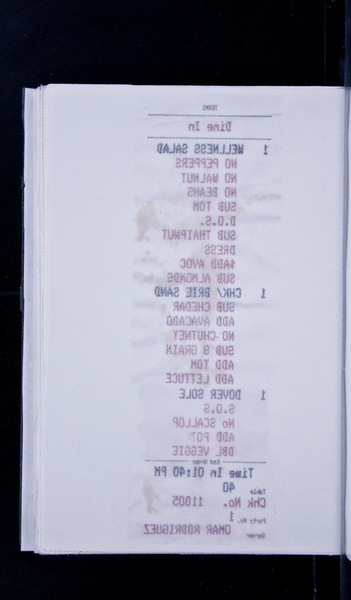 TERM1
Dine In
1 WELLNESS SALAD
NO PEPPERS
NO WALNUT
NO BEANS
SUB TOM
D.O.S.
SUB THAIPNUT
DRESS
$ADD AVOC
SUB ALMONDS
1 CHK/ BRIE SAND
SUB CHEDAR
ADD AVACADO
NO CHUTNEY
SUB 8 GRAIN
ADD TOM
ADD LETTUCE
1 DOVER SOLE
S.O.S
No SCALLOP
ADD POT
DBL VEGGIE
End Order
Time In 01:40 PM
Table 40
Chk No. 11005
Party No. 1
Server OMAR RODRIGUEZ